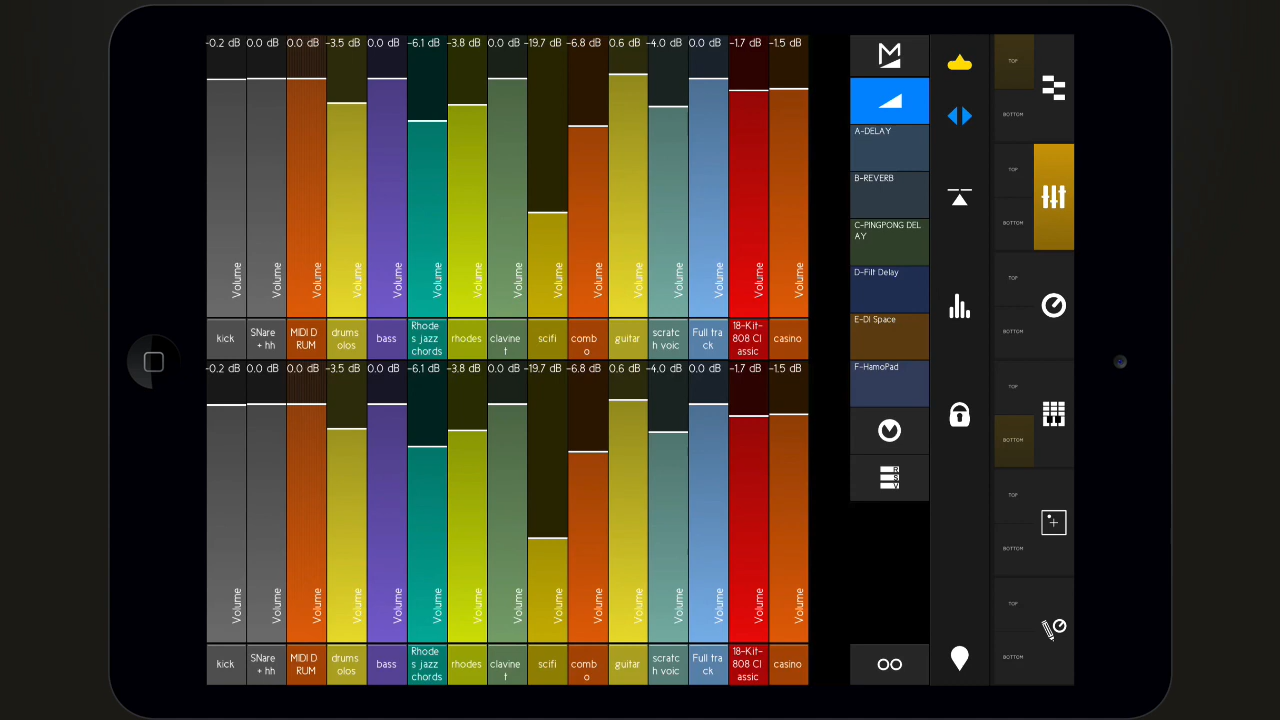 -0.2 dB 0.0 dB 0.0 dB -3.5 dB 0.0 dB -6.1 dB -3.8 dB 0.0 dB -19.7 dB -6.8 dB 0.6 dB -4.0 dB 0.0 dB -1.7 dB -1.5 dB
Volume Volume Volume Volume Volume Volume Volume Volume Volume Volume Volume Volume Volume Volume Volume
kick
SNare
+ hh
MIDI D
RUM
drums
olos
bass
Rhode
s jazz
chords
rhodes
clavine
t
scifi
comb
o
guitar
scratc
h voic
Full tra
ck
18-Kit-
808 Cl
assic
casino
-0.2 dB 0.0 dB 0.0 dB -3.5 dB 0.0 dB -6.1 dB -3.8 dB 0.0 dB -19.7 dB -6.8 dB 0.6 dB -4.0 dB 0.0 dB -1.7 dB -1.5 dB
Volume Volume Volume Volume Volume Volume Volume Volume Volume Volume Volume Volume Volume Volume Volume
kick
SNare
+ hh
MIDI D
RUM
drums
olos
bass
Rhode
s jazz
chords
rhodes
clavine
t
scifi
comb
o
guitar
scratc
h voic
Full tra
ck
18-Kit-
808 Cl
assic
casino
A-DELAY
B-REVERB
C-PINGPONG DEL
AY
D-Filt Delay
E-DI Space
F-HamoPad
R
S
V
TOP
BOTTOM
TOP
BOTTOM
TOP
BOTTOM
TOP
BOTTOM
TOP
BOTTOM
TOP
BOTTOM